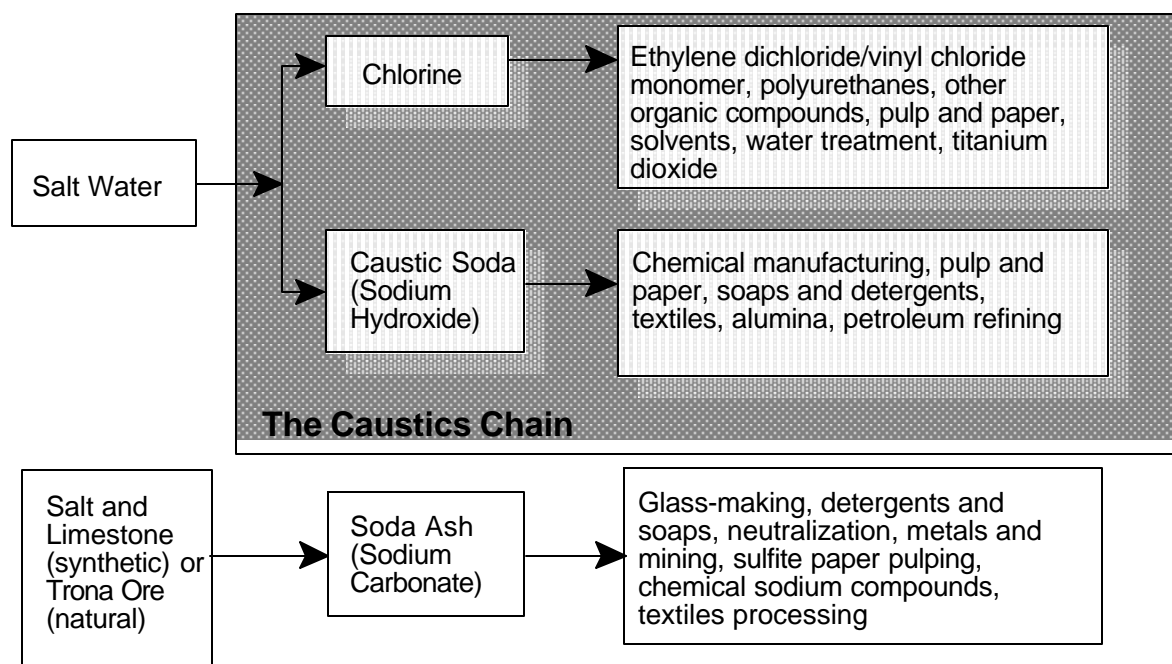 Salt Water
Chlorine
Ethylene dichloride/vinyl chloride
monomer, polyurethanes, other
organic compounds, pulp and paper,
solvents, water treatment, titanium
dioxide
Caustic Soda
(Sodium
Hydroxide)
Chemical manufacturing, pulp and
paper, soaps and detergents,
textiles, alumina, petroleum refining
The Caustics Chain
Salt and
Limestone
(synthetic) or
Trona Ore
(natural)
Soda Ash
(Sodium
Carbonate)
Glass-making, detergents and
soaps, neutralization, metals and
mining, sulfite paper pulping,
chemical sodium compounds,
textiles processing